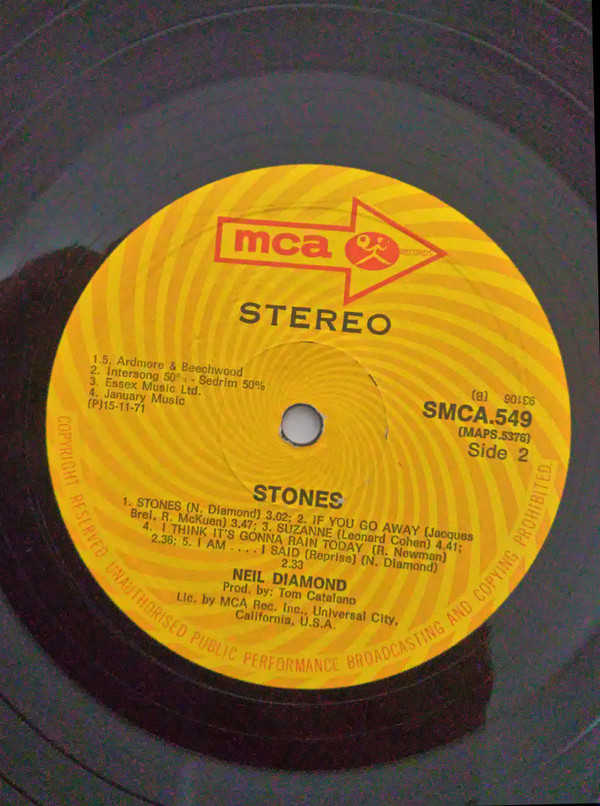 mca
RECORDS
STEREO
1.5. Ardmore & Beechwood
2. Intersong 50% - Sedrim 50%
3. Essex Music Ltd.
4. January Music
(P)15-11-71
93106 (B)
SMCA.549
(MAPS.5376)
Side 2
STONES
1. STONES (N. Diamond) 3.02; 2. IF YOU GO AWAY (Jacques
Brel, R. McKuen) 3.47; 3. SUZANNE (Leonard Cohen) 4.41;
4. I THINK IT'S GONNA RAIN TODAY (R. Newman)
2.36; 5. I AM .... I SAID (Reprise) (N. Diamond)
2.33
NEIL DIAMOND
Prod. by: Tom Catalano
Lic. by MCA Rec. Inc., Universal City,
California, U.S.A.
COPYRIGHT RESERVED UNAUTHORISED PUBLIC PERFORMANCE BROADCASTING AND COPYING PROHIBITED.